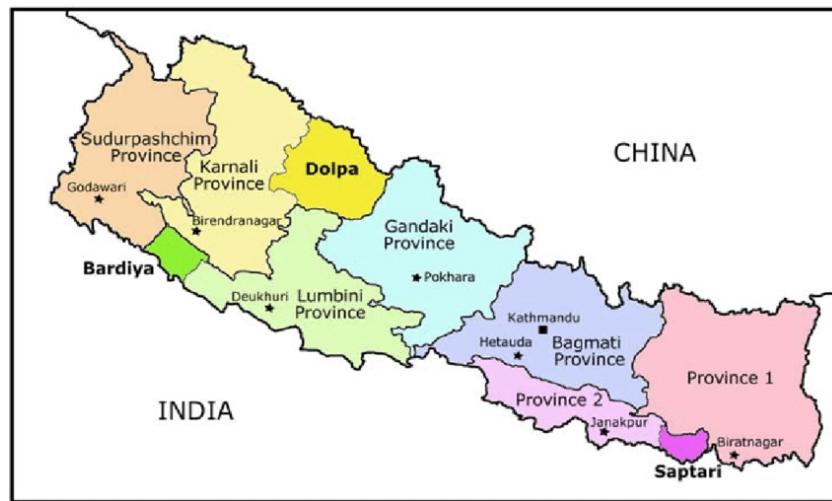 Sudurpashchim
Province
Godawari
Karnali
Province
Birendranagar
Dolpa
CHINA
Bardiya
Gandaki
Province
Pokhara
Deukhuri
Lumbini
Province
Kathmandu
Hetauda
Bagmati
Province
Province 1
INDIA
Province 2
Janakpur
Biratnagar
Saptari